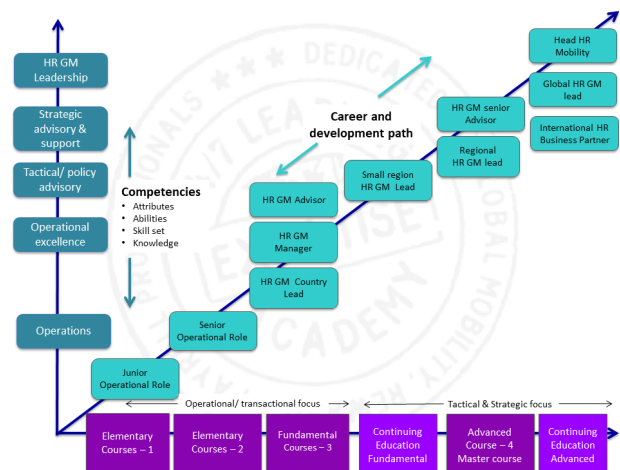 HR GM
Leadership
Strategic
advisory &
support
Tactical/ policy
advisory
Operational
excellence
Operations
Competencies
• Attributes
• Abilities
• Skill set
• Knowledge
Career and
development path
Junior
Operational Role
Senior
Operational Role
HR GM Advisor
HR GM
Manager
HR GM Country
Lead
Small region
HR GM Lead
HR GM senior
Advisor
Regional
HR GM lead
Head HR
Mobility
Global HR GM
lead
International HR
Business Partner
Operational/ transactional focus
Tactical & Strategic focus
Elementary
Courses – 1
Elementary
Courses – 2
Fundamental
Courses – 3
Continuing
Education
Fundamental
Advanced
Course – 4
Master course
Continuing
Education
Advanced
DEDICATED
GLOBAL MOBILITY,
ACADEMY